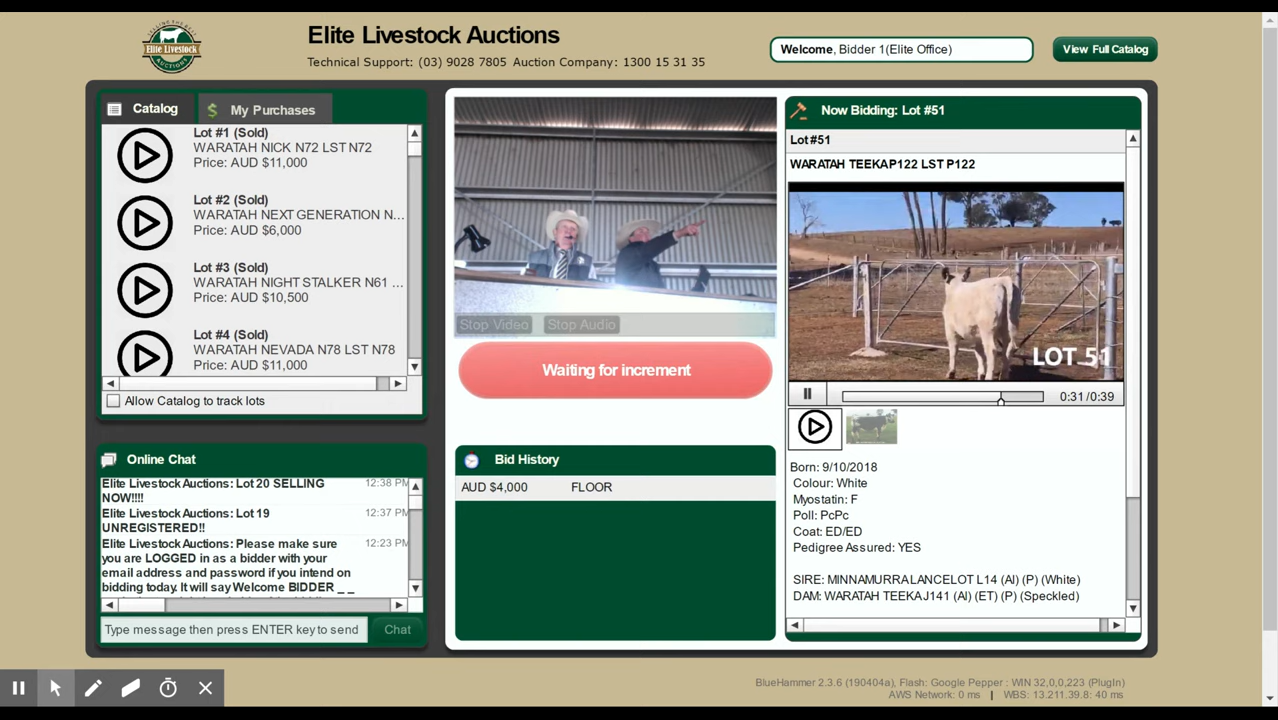 Elite Livestock Auctions
Technical Support: (03) 9028 7805 Auction Company: 1300 15 31 35
Elite Livestock
AUCTIONS
Welcome, Bidder 1(Elite Office)
View Full Catalog
Catalog
My Purchases
Lot #1 (Sold)
WARATAH NICK N72 LST N72
Price: AUD $11,000
Lot #2 (Sold)
WARATAH NEXT GENERATION N...
Price: AUD $6,000
Lot #3 (Sold)
WARATAH NIGHT STALKER N61 ...
Price: AUD $10,500
Lot #4 (Sold)
WARATAH NEVADA N78 LST N78
Price: AUD $11,000
Allow Catalog to track lots
Online Chat
Elite Livestock Auctions: Lot 20 SELLING 12:38 PM
NOW!!!!
Elite Livestock Auctions: Lot 19 12:37 PM
UNREGISTERED!!
Elite Livestock Auctions: Please make sure 12:23 PM
you are LOGGED in as a bidder with your
email address and password if you intend on
bidding today. It will say Welcome BIDDER _ _
Type message then press ENTER key to send
Chat
Stop Video
Stop Audio
Waiting for increment
Bid History
AUD $4,000 FLOOR
Now Bidding: Lot #51
Lot #51
WARATAH TEEKA P122 LST P122
LOT 51
0:31/0:39
Born: 9/10/2018
Colour: White
Myostatin: F
Poll: PcPc
Coat: ED/ED
Pedigree Assured: YES
SIRE: MINNAMURRA LANCELOT L14 (AI) (P) (White)
DAM: WARATAH TEEKA J141 (AI) (ET) (P) (Speckled)
BlueHammer 2.3.6 (190404a), Flash: Google Pepper : WIN 32,0,0,223 (PlugIn)
AWS Network: 0 ms | WBS: 13.211.39.8: 40 ms